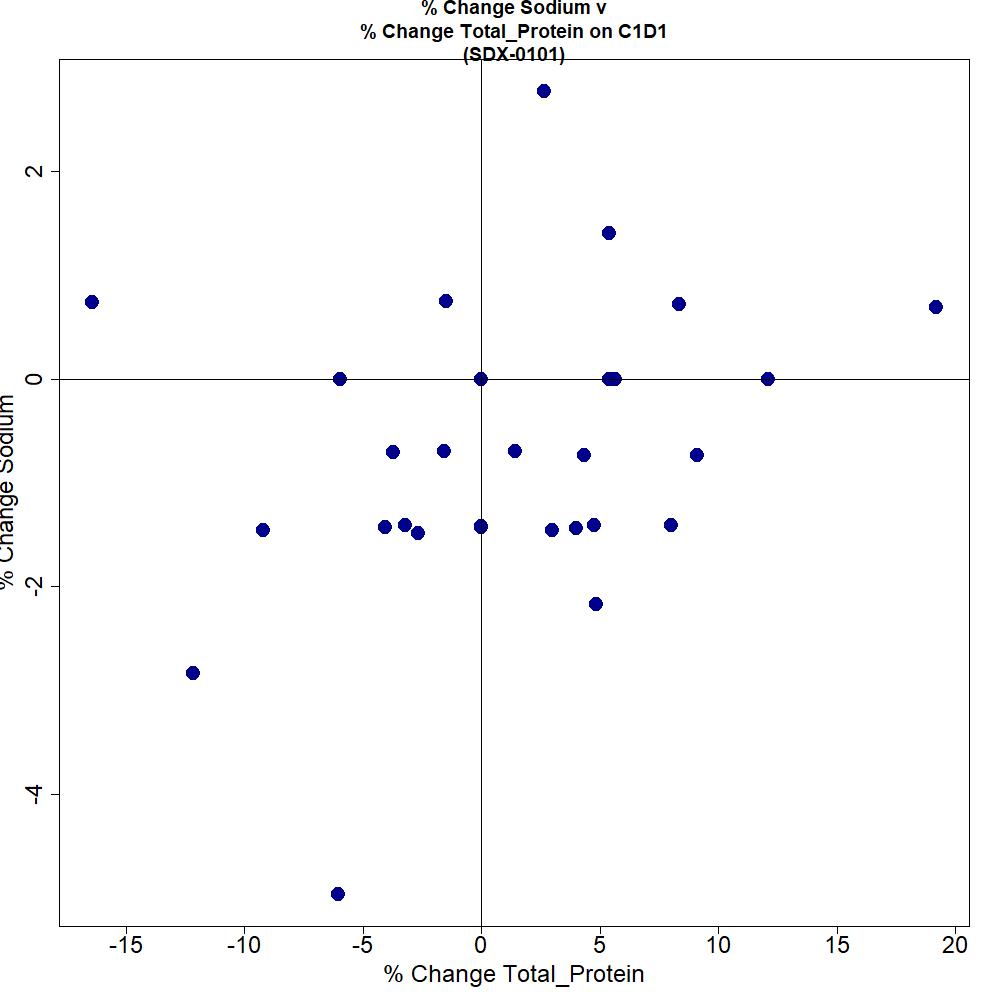 % Change Sodium v
% Change Total_Protein on C1D1
(SDX-0101)
% Change Sodium
2
0
-2
-4
-15
-10
-5
0
5
10
15
20
% Change Total_Protein